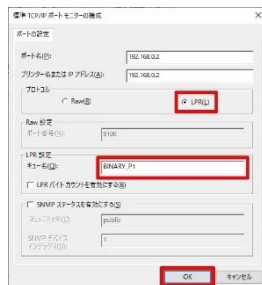 標準 TCP/IP ポート モニターの構成
ポートの設定
ポート名(P): 192.168.0.2
プリンター名または IP アドレス(A): 192.168.0.2
プロトコル
Raw(R) LPR(L)
Raw 設定
ポート番号(N): 9100
LPR 設定
キュー名(Q): BINARY_P1
LPR バイト カウントを有効にする(B)
SNMP ステータスを有効にする(S)
コミュニティ名(C): public
SNMP デバイス インデックス(D): 1
OK キャンセル